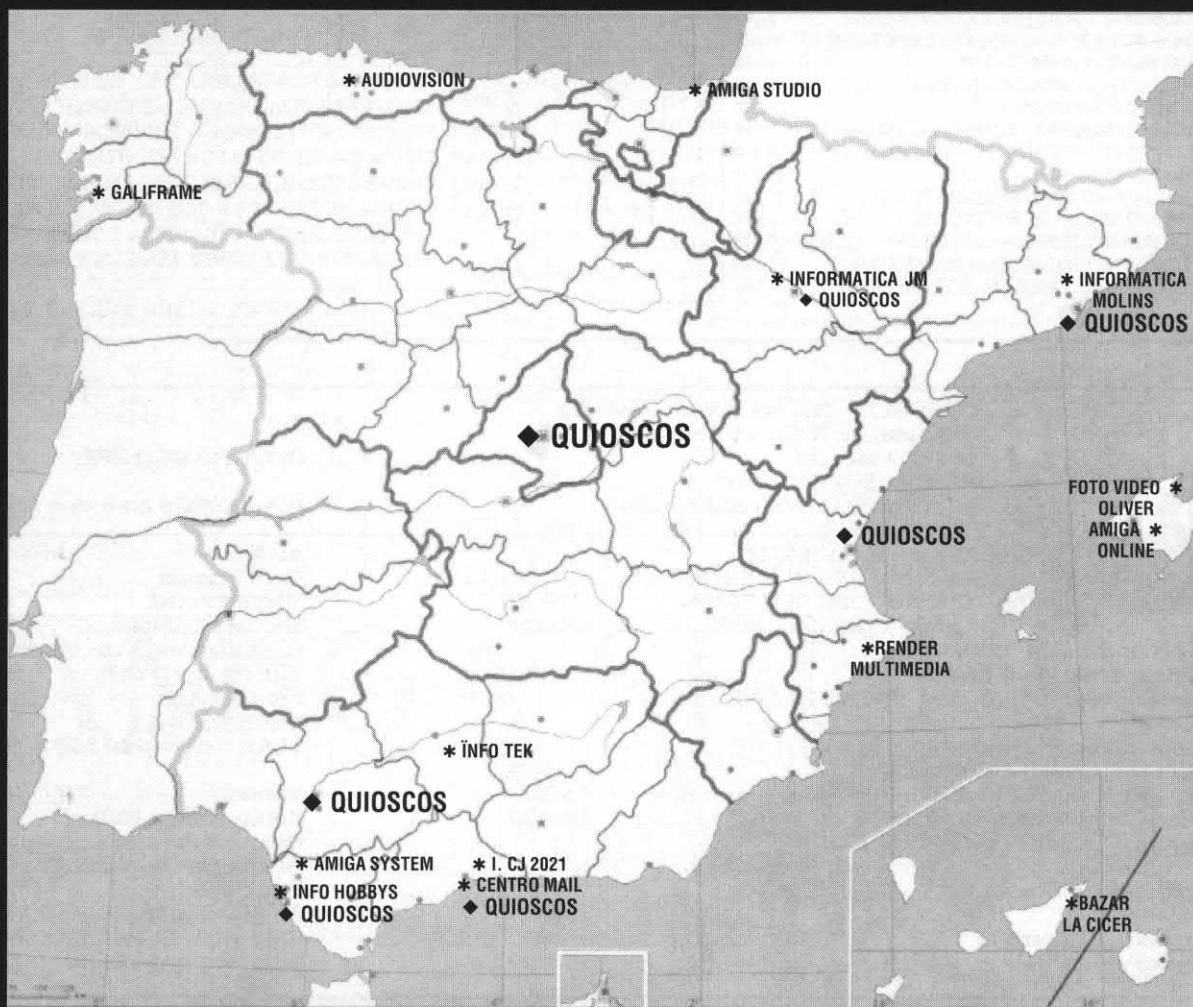 ✱ AUDIOVISION
✱ AMIGA STUDIO
✱ GALIFRAME
✱ INFORMATICA JM
◆ QUIOSCOS
✱ INFORMATICA
MOLINS
◆ QUIOSCOS
◆ QUIOSCOS
FOTO VIDEO ✱
OLIVER
AMIGA ✱
ONLINE
◆ QUIOSCOS
✱RENDER
MULTIMEDIA
✱ ÏNFO TEK
◆ QUIOSCOS
✱ AMIGA SYSTEM
✱ INFO HOBBYS
◆ QUIOSCOS
✱ I. CJ 2021
✱ CENTRO MAIL
◆ QUIOSCOS
✱BAZAR
LA CICER